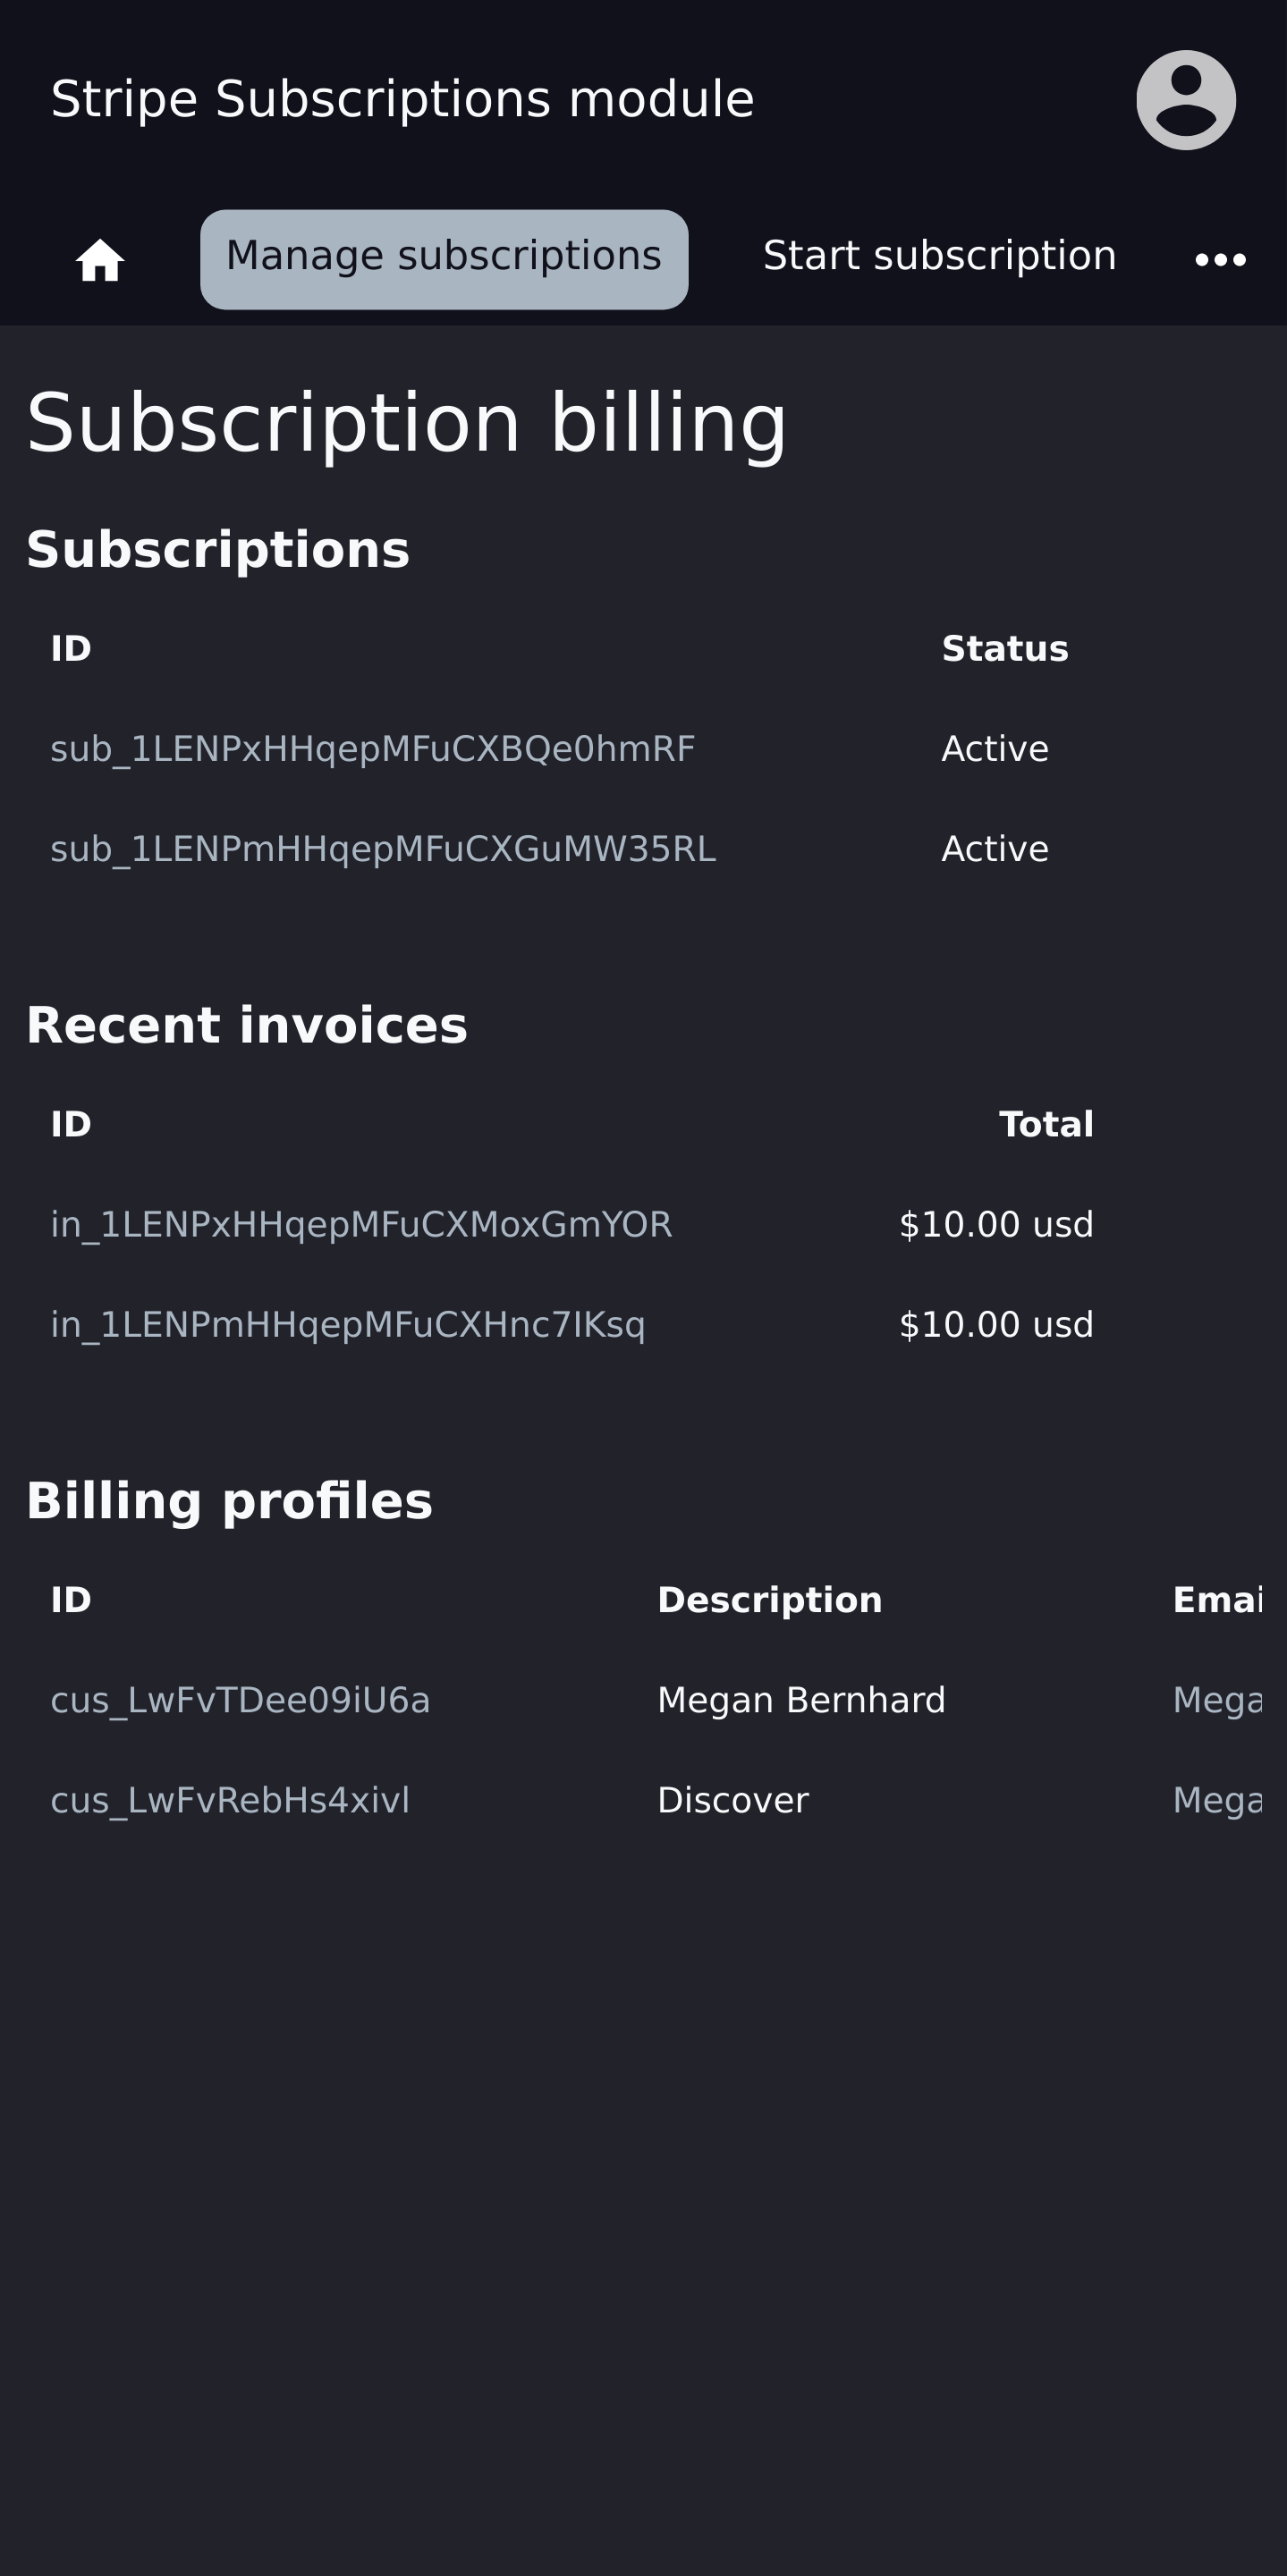 Stripe Subscriptions module
Manage subscriptions Start subscription
Subscription billing
Subscriptions
ID Status
sub_1LENPxHHqepMFuCXBQe0hmRF Active
sub_1LENPmHHqepMFuCXGuMW35RL Active
Recent invoices
ID Total
in_1LENPxHHqepMFuCXMoxGmYOR $10.00 usd
in_1LENPmHHqepMFuCXHnc7IKsq $10.00 usd
Billing profiles
ID Description Emai
cus_LwFvTDee09iU6a Megan Bernhard Mega
cus_LwFvRebHs4xivl Discover Mega